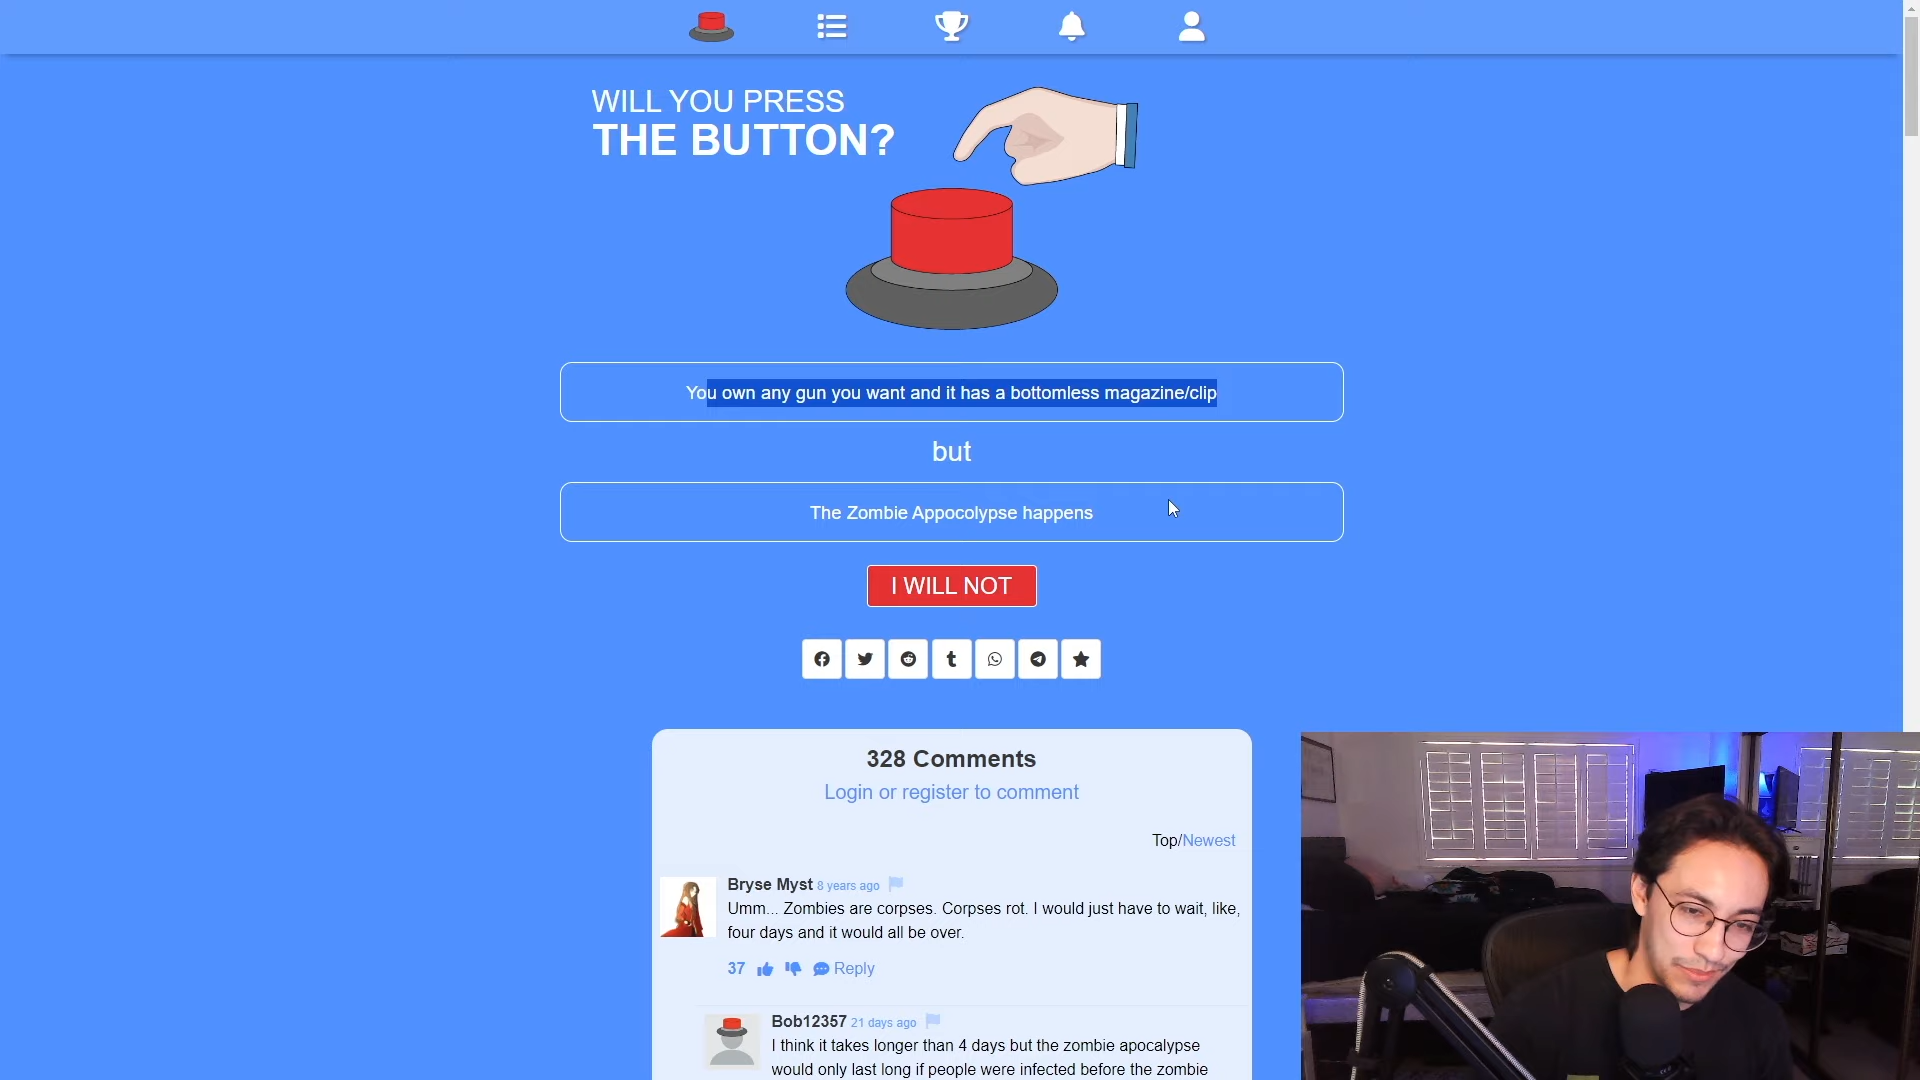 WILL YOU PRESS
THE BUTTON?
You own any gun you want and it has a bottomless magazine/clip
but
The Zombie Appocolypse happens
I WILL NOT
328 Comments
Login or register to comment
Top/Newest
Bryse Myst 8 years ago
Umm... Zombies are corpses. Corpses rot. I would just have to wait, like,
four days and it would all be over.
37 Reply
Bob12357 21 days ago
I think it takes longer than 4 days but the zombie apocalypse
would only last long if people were infected before the zombie